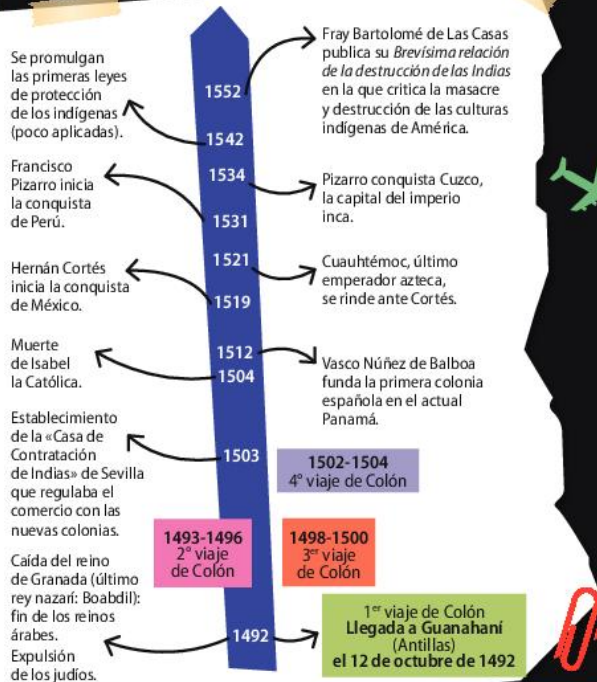 Se promulgan
las primeras leyes
de protección
de los indígenas
(poco aplicadas).
Francisco
Pizarro inicia
la conquista
de Perú.
Hernán Cortés
inicia la conquista
de México.
Muerte
de Isabel
la Católica.
Establecimiento
de la «Casa de
Contratación
de Indias» de Sevilla
que regulaba el
comercio con las
nuevas colonias.
Caída del reino
de Granada (último
rey nazarí: Boabdil):
fin de los reinos
árabes.
Expulsión
de los judíos.
1552
1542
1534
1531
1521
1519
1512
1504
1503
1492
Fray Bartolomé de Las Casas
publica su Brevísima relación
de la destrucción de las Indias
en la que critica la masacre
y destrucción de las culturas
indígenas de América.
Pizarro conquista Cuzco,
la capital del imperio
inca.
Cuauhtémoc, último
emperador azteca,
se rinde ante Cortés.
Vasco Núñez de Balboa
funda la primera colonia
española en el actual
Panamá.
1502-1504
4° viaje de Colón
1493-1496
2° viaje
de Colón
1498-1500
3er viaje
de Colón
1er viaje de Colón
Llegada a Guanahaní
(Antillas)
el 12 de octubre de 1492